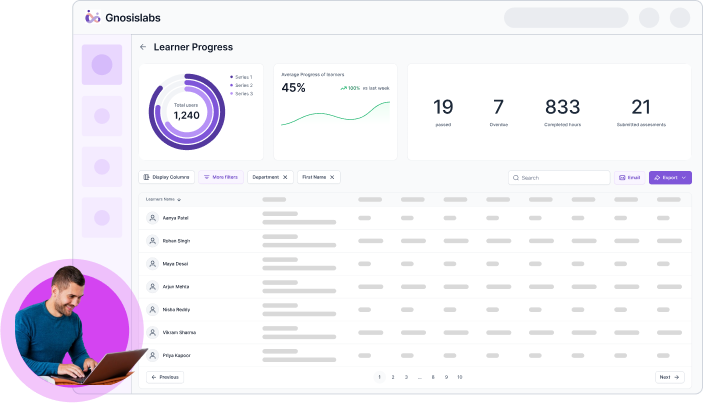 Gnosislabs
Learner Progress
Series 1
Series 2
Series 3
Total users
1,240
Average Progress of learners
45%
100% vs last week
19
passed
7
Overdue
833
Completed hours
21
Submitted assesments
Display Columns
More Filters
Department
First Name
Search
Email
Export
Learners Name
Aanya Patel
Rohan Singh
Maya Desai
Arjun Mehta
Nisha Reddy
Vikram Sharma
Priya Kapoor
Previous
1 2 3 ... 8 9 10
Next